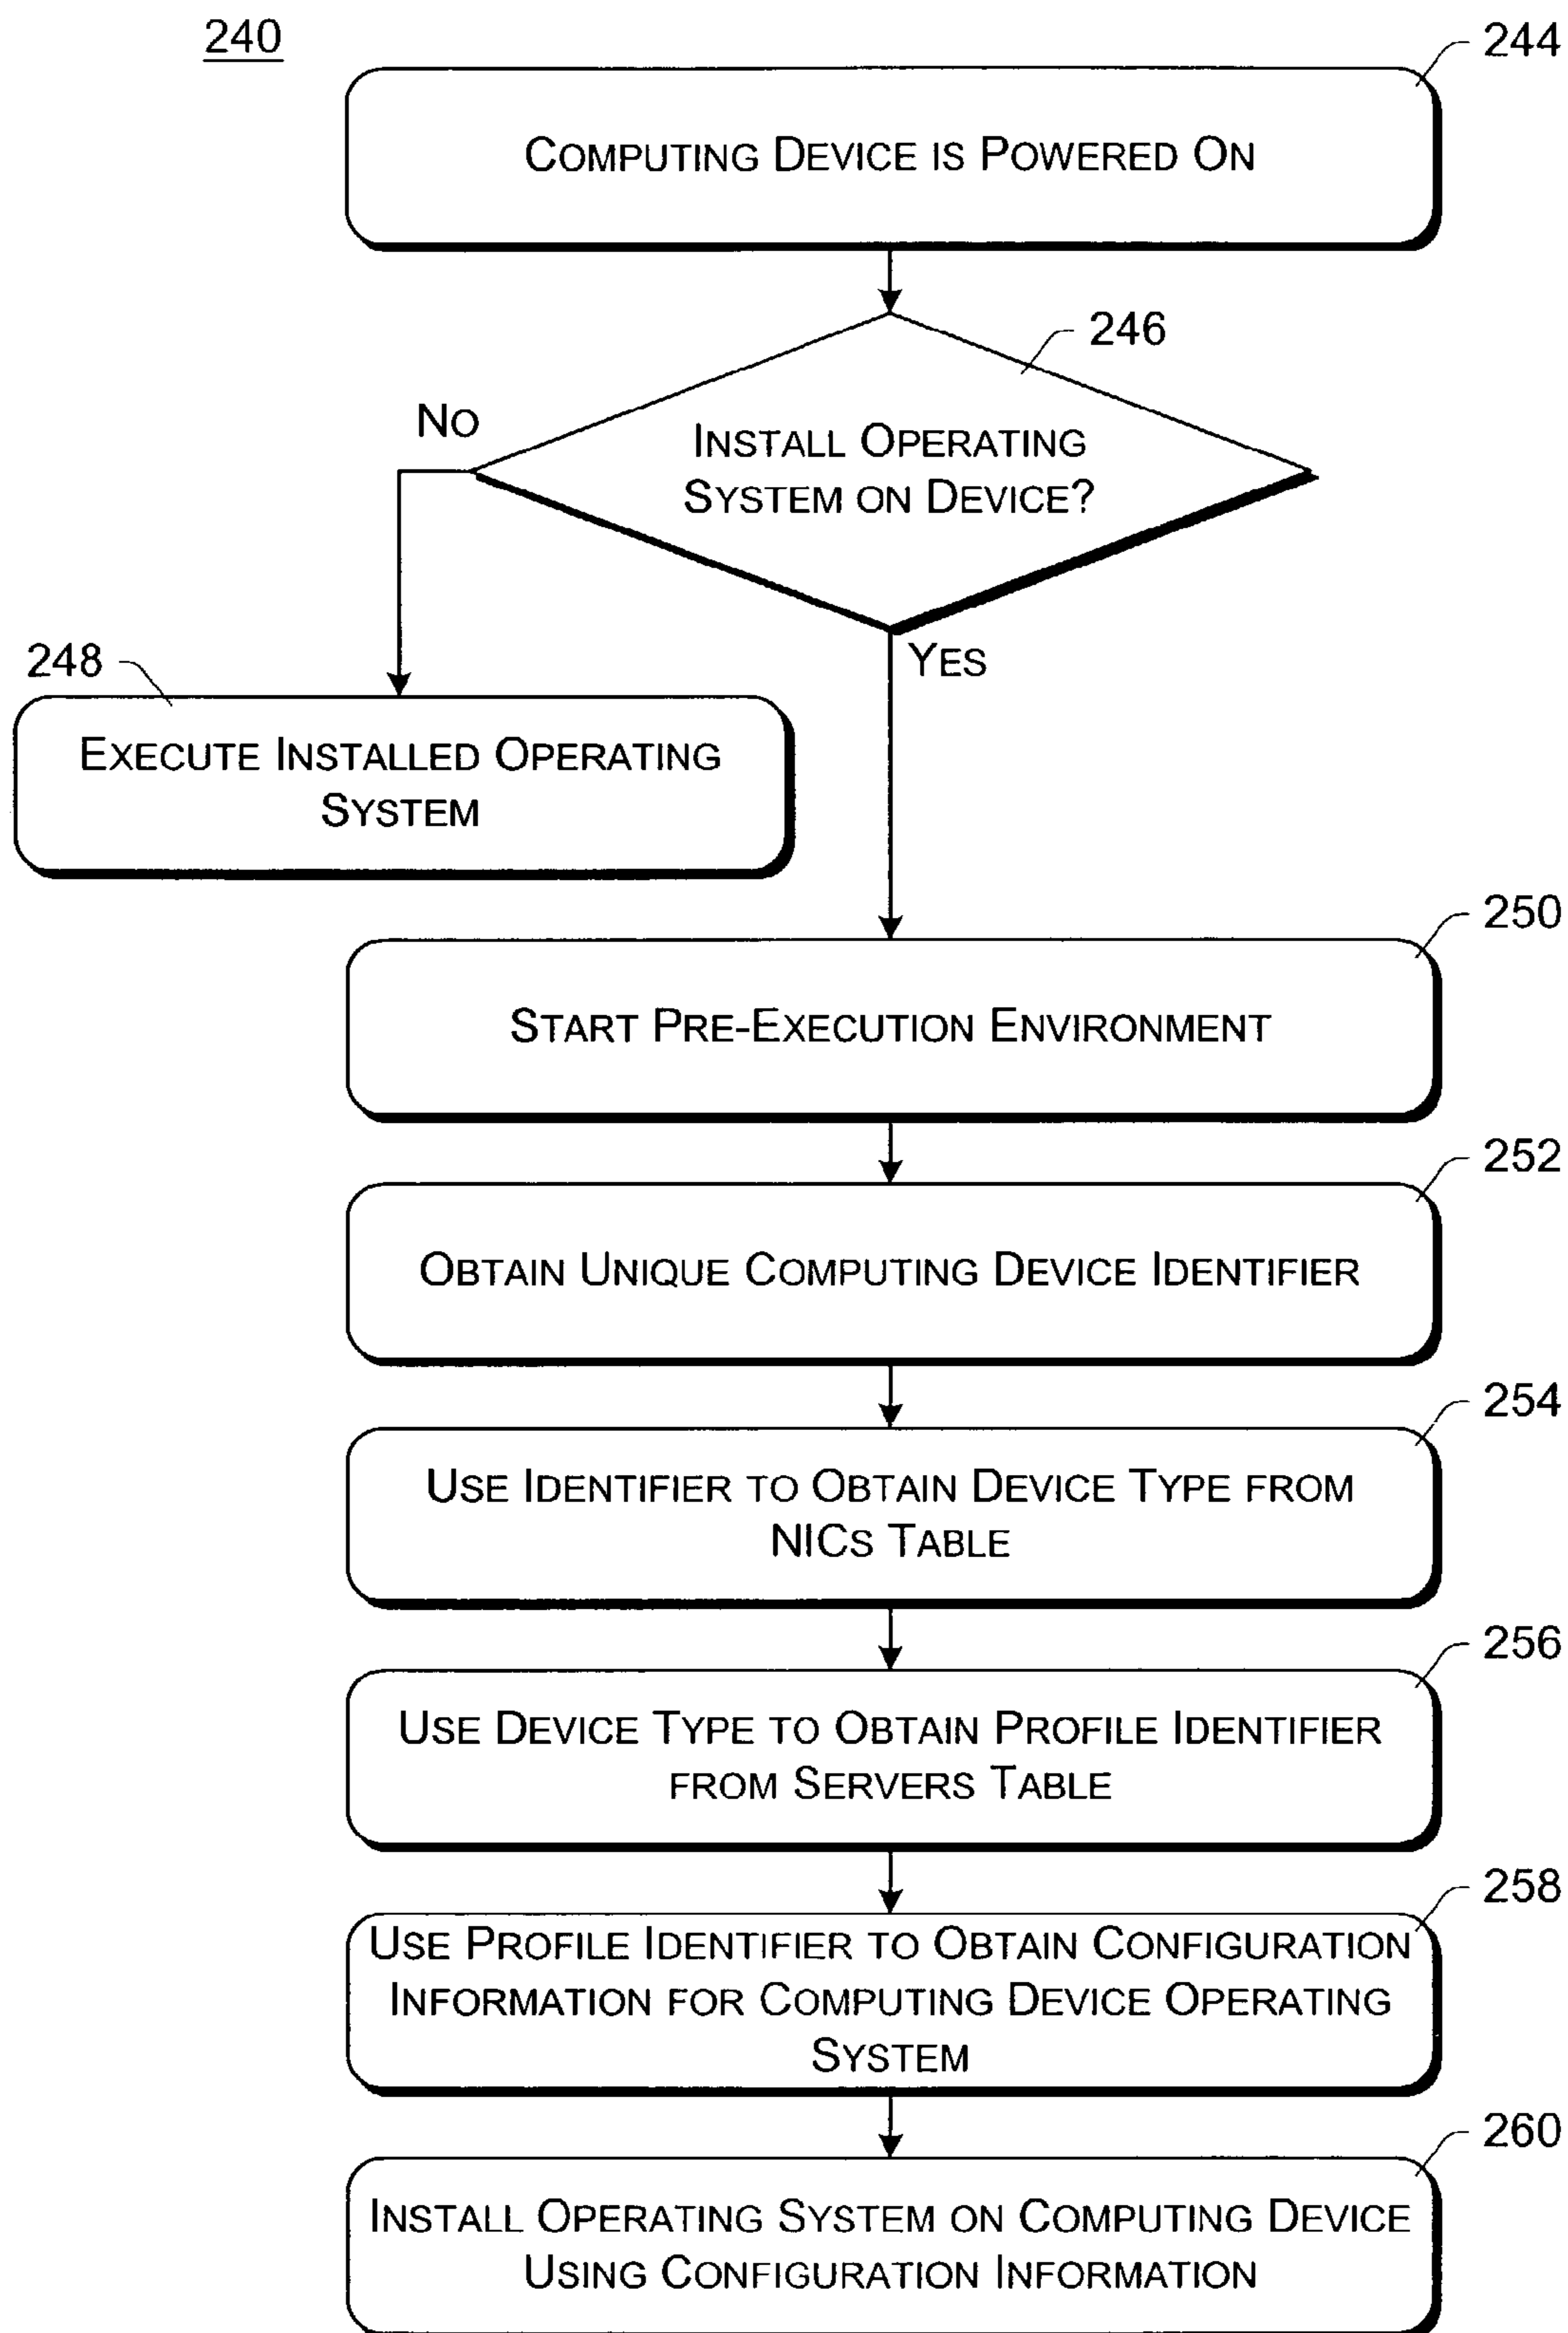 240
244
COMPUTING DEVICE IS POWERED ON
246
NO
INSTALL OPERATING
SYSTEM ON DEVICE?
YES
248
EXECUTE INSTALLED OPERATING
SYSTEM
250
START PRE-EXECUTION ENVIRONMENT
252
OBTAIN UNIQUE COMPUTING DEVICE IDENTIFIER
254
USE IDENTIFIER TO OBTAIN DEVICE TYPE FROM
NICS TABLE
256
USE DEVICE TYPE TO OBTAIN PROFILE IDENTIFIER
FROM SERVERS TABLE
258
USE PROFILE IDENTIFIER TO OBTAIN CONFIGURATION
INFORMATION FOR COMPUTING DEVICE OPERATING
SYSTEM
260
INSTALL OPERATING SYSTEM ON COMPUTING DEVICE
USING CONFIGURATION INFORMATION